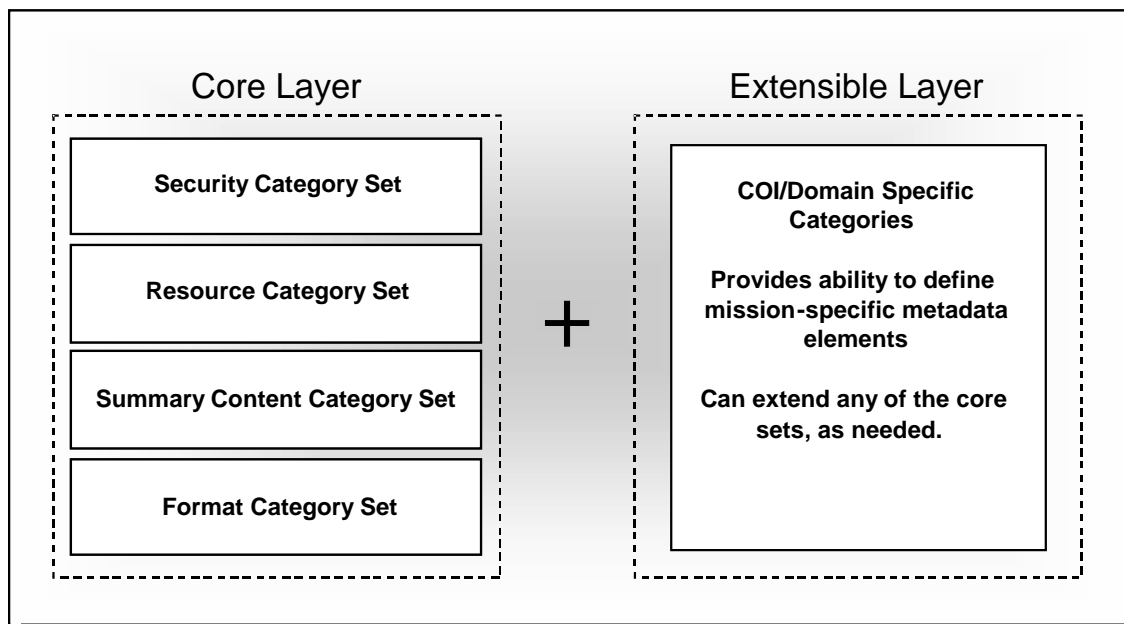 Core Layer
Security Category Set
Resource Category Set
Summary Content Category Set
Format Category Set
+
Extensible Layer
COI/Domain Specific
Categories
Provides ability to define
mission-specific metadata
elements
Can extend any of the core
sets, as needed.